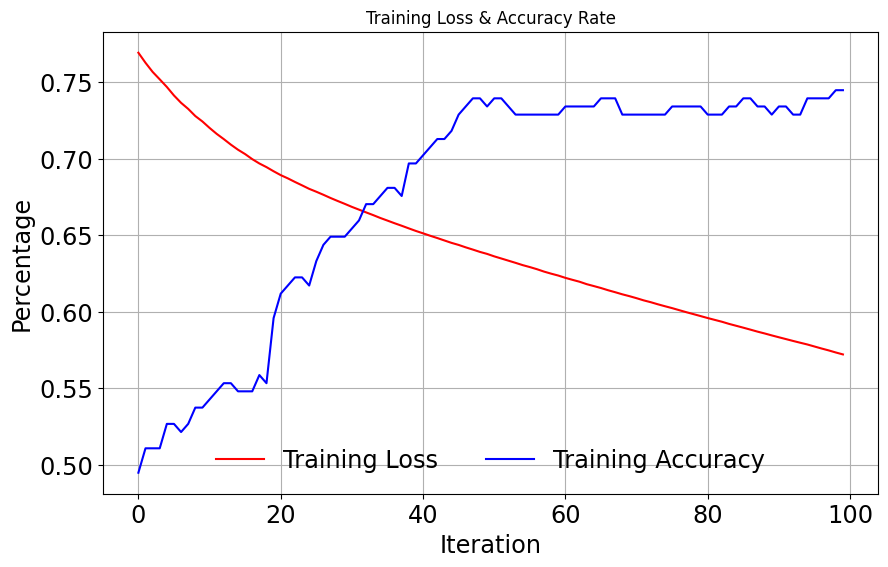 Training Loss & Accuracy Rate
Percentage
0.75
0.70
0.65
0.60
0.55
0.50
Training Loss
Training Accuracy
0 20 40 60 80 100
Iteration